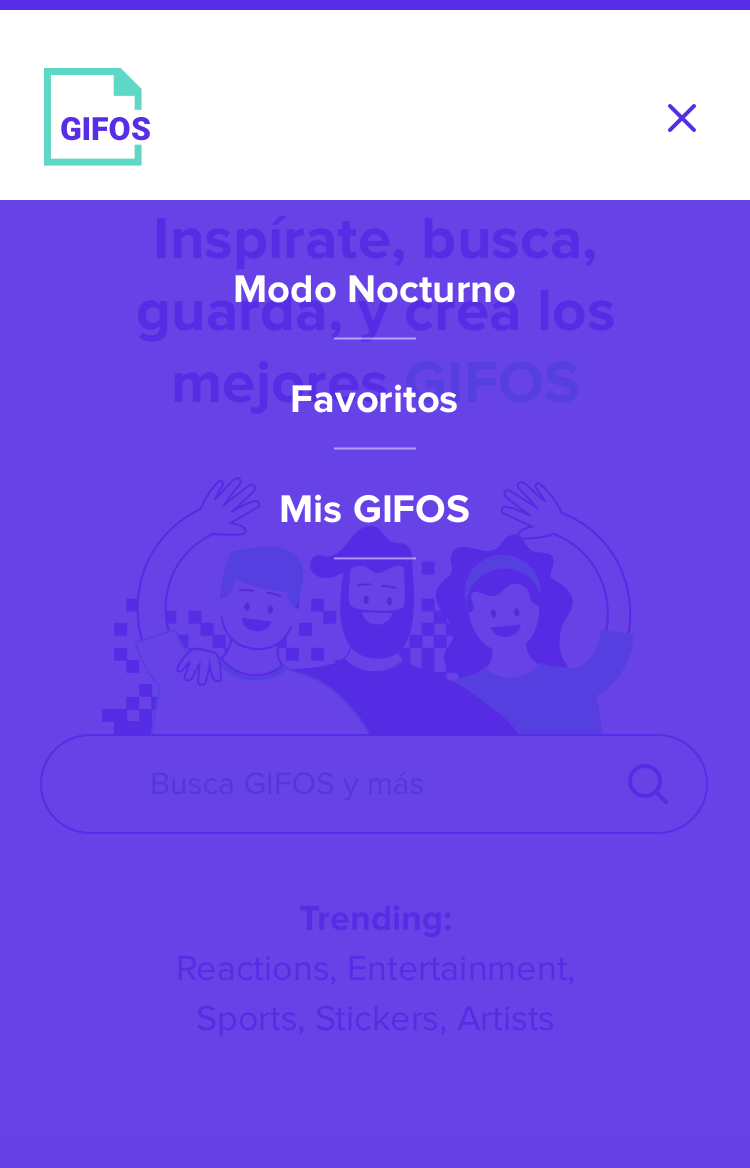 GIFOS
Inspírate, busca,
Modo Nocturno
guarda, y crea los
mejores GIFOS
Favoritos
Mis GIFOS
Busca GIFOS y más
Trending:
Reactions, Entertainment,
Sports, Stickers, Artists